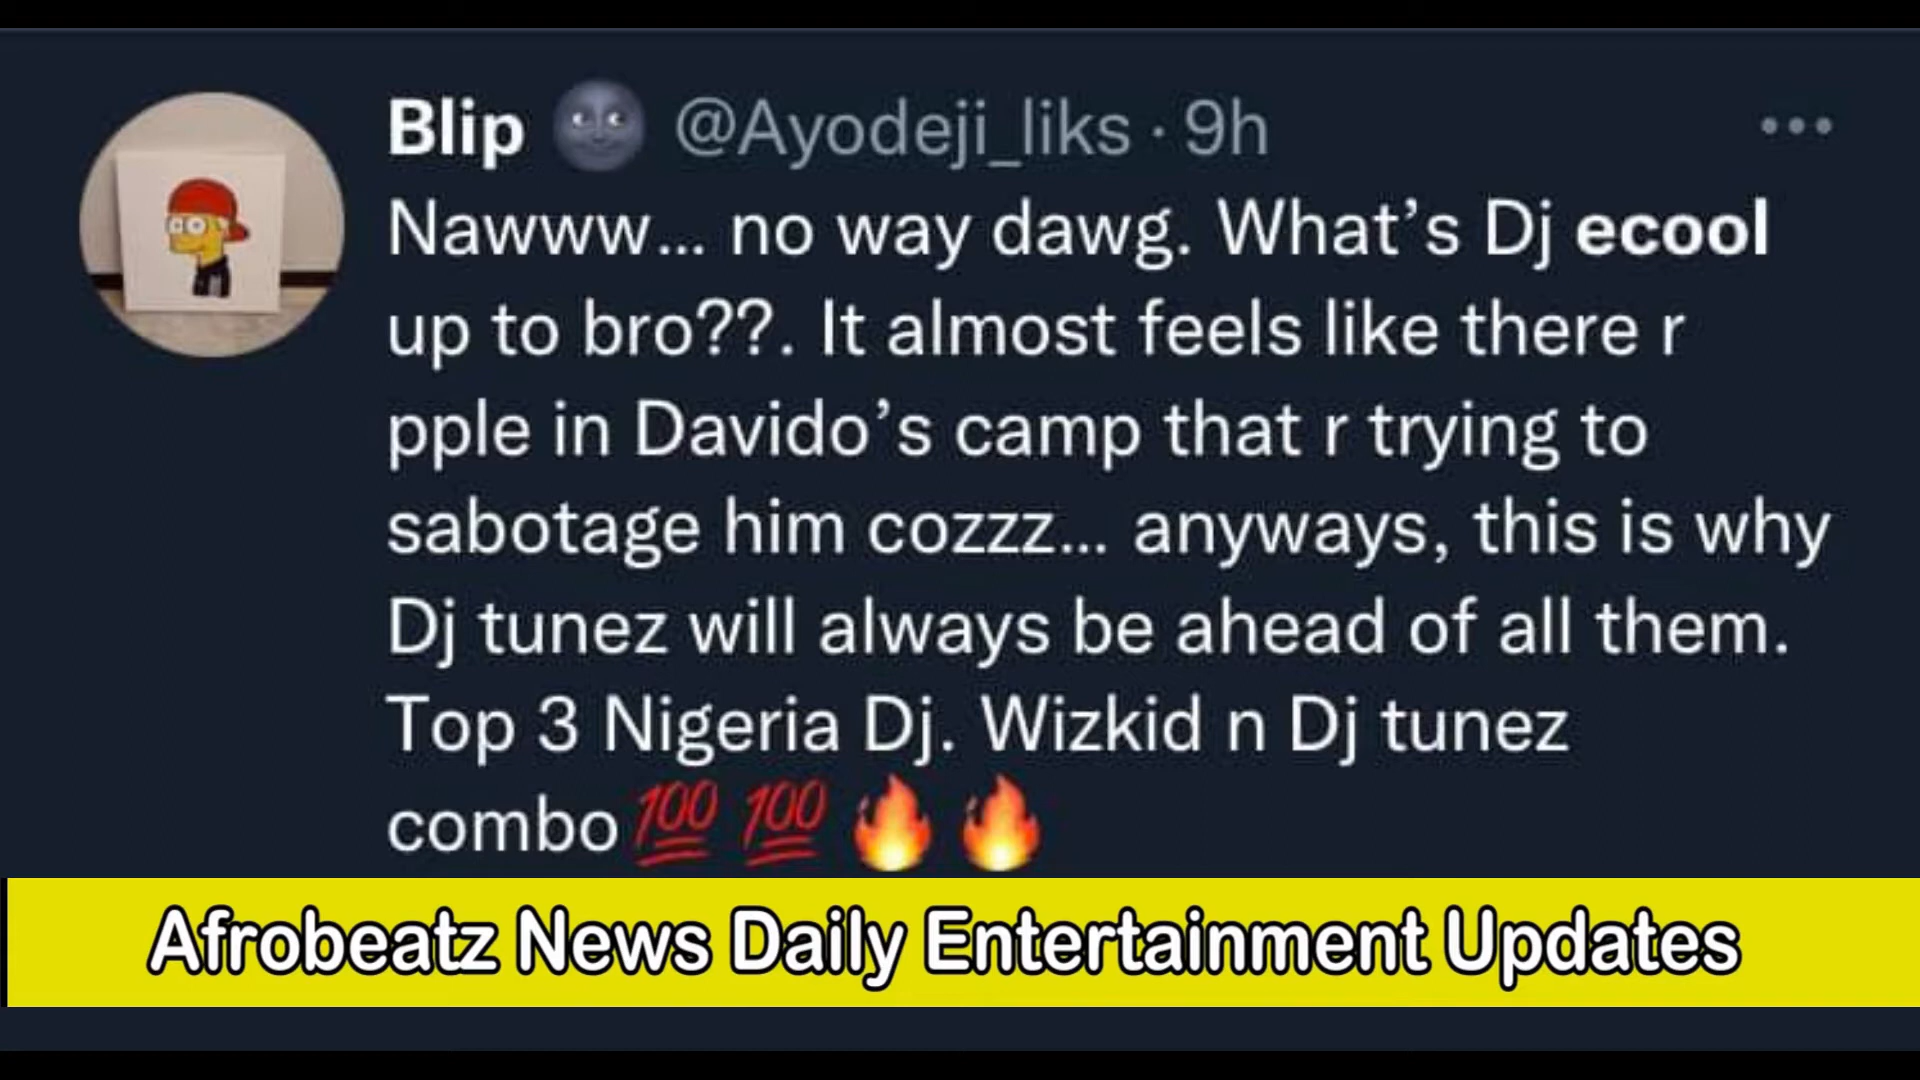 Blip 🌚 @Ayodeji_liks · 9h
Nawww... no way dawg. What’s Dj ecool
up to bro??. It almost feels like there r
pple in Davido’s camp that r trying to
sabotage him cozzz... anyways, this is why
Dj tunez will always be ahead of all them.
Top 3 Nigeria Dj. Wizkid n Dj tunez
combo💯 💯 🔥 🔥
Afrobeatz News Daily Entertainment Updates